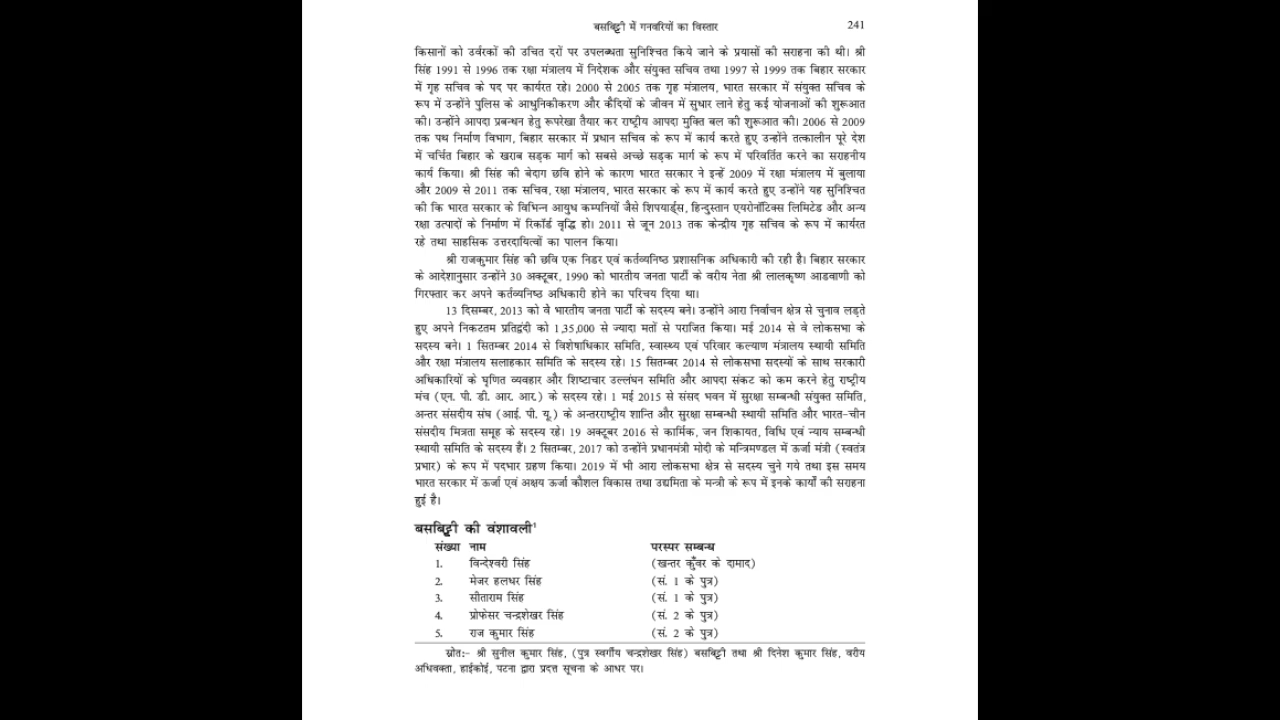 बसबिट्टी में गनवरियों का विस्तार 241
किसानों को उर्वरकों की उचित दरों पर उपलब्धता सुनिश्चित किये जाने के प्रयासों की सराहना की थी। श्री
सिंह 1991 से 1996 तक रक्षा मंत्रालय में निदेशक और संयुक्त सचिव तथा 1997 से 1999 तक बिहार सरकार
में गृह सचिव के पद पर कार्यरत रहे। 2000 से 2005 तक गृह मंत्रालय, भारत सरकार में संयुक्त सचिव के
रूप में उन्होंने पुलिस के आधुनिकीकरण और कैदियों के जीवन में सुधार लाने हेतु कई योजनाओं की शुरूआत
की। उन्होंने आपदा प्रबन्धन हेतु रूपरेखा तैयार कर राष्ट्रीय आपदा मुक्ति बल की शुरूआत की। 2006 से 2009
तक पथ निर्माण विभाग, बिहार सरकार में प्रधान सचिव के रूप में कार्य करते हुए उन्होंने तत्कालीन पूरे देश
में चर्चित बिहार के खराब सड़क मार्ग को सबसे अच्छे सड़क मार्ग के रूप में परिवर्तित करने का सराहनीय
कार्य किया। श्री सिंह की बेदाग छवि होने के कारण भारत सरकार ने इन्हें 2009 में रक्षा मंत्रालय में बुलाया
और 2009 से 2011 तक सचिव, रक्षा मंत्रालय, भारत सरकार के रूप में कार्य करते हुए उन्होंने यह सुनिश्चित
की कि भारत सरकार के विभिन्न आयुध कम्पनियों जैसे शिपयार्ड्स, हिन्दुस्तान एयरोनॉटिक्स लिमिटेड और अन्य
रक्षा उत्पादों के निर्माण में रिकॉर्ड वृद्धि हो। 2011 से जून 2013 तक केन्द्रीय गृह सचिव के रूप में कार्यरत
रहे तथा साहसिक उत्तरदायित्वों का पालन किया।
श्री राजकुमार सिंह की छवि एक निडर एवं कर्तव्यनिष्ठ प्रशासनिक अधिकारी की रही है। बिहार सरकार
के आदेशानुसार उन्होंने 30 अक्टूबर, 1990 को भारतीय जनता पार्टी के वरीय नेता श्री लालकृष्ण आडवाणी को
गिरफ्तार कर अपने कर्तव्यनिष्ठ अधिकारी होने का परिचय दिया था।
13 दिसम्बर, 2013 को वे भारतीय जनता पार्टी के सदस्य बने। उन्होंने आरा निर्वाचन क्षेत्र से चुनाव लड़ते
हुए अपने निकटतम प्रतिद्वंदी को 1,35,000 से ज्यादा मतों से पराजित किया। मई 2014 से वे लोकसभा के
सदस्य बने। 1 सितम्बर 2014 से विशेषाधिकार समिति, स्वास्थ्य एवं परिवार कल्याण मंत्रालय स्थायी समिति
और रक्षा मंत्रालय सलाहकार समिति के सदस्य रहे। 15 सितम्बर 2014 से लोकसभा सदस्यों के साथ सरकारी
अधिकारियों के घृणित व्यवहार और शिष्टाचार उल्लंघन समिति और आपदा संकट को कम करने हेतु राष्ट्रीय
मंच (एन. पी. डी. आर. आर.) के सदस्य रहे। 1 मई 2015 से संसद भवन में सुरक्षा सम्बन्धी संयुक्त समिति,
अन्तर संसदीय संघ (आई. पी. यू.) के अन्तरराष्ट्रीय शान्ति और सुरक्षा सम्बन्धी स्थायी समिति और भारत-चीन
संसदीय मित्रता समूह के सदस्य रहे। 19 अक्टूबर 2016 से कार्मिक, जन शिकायत, विधि एवं न्याय सम्बन्धी
स्थायी समिति के सदस्य हैं। 2 सितम्बर, 2017 को उन्होंने प्रधानमंत्री मोदी के मन्त्रिमण्डल में ऊर्जा मंत्री (स्वतंत्र
प्रभार) के रूप में पदभार ग्रहण किया। 2019 में भी आरा लोकसभा क्षेत्र से सदस्य चुने गये तथा इस समय
भारत सरकार में ऊर्जा एवं अक्षय ऊर्जा कौशल विकास तथा उद्यमिता के मन्त्री के रूप में इनके कार्यों की सराहना
हुई है।
बसबिट्टी की वंशावली¹
संख्या नाम परस्पर सम्बन्ध
1. विन्देश्वरी सिंह (खन्तर कुँवर के दामाद)
2. मेजर हलधर सिंह (सं. 1 के पुत्र)
3. सीताराम सिंह (सं. 1 के पुत्र)
4. प्रोफेसर चन्द्रशेखर सिंह (सं. 2 के पुत्र)
5. राज कुमार सिंह (सं. 2 के पुत्र)
स्रोत:- श्री सुनील कुमार सिंह, (पुत्र स्वर्गीय चन्द्रशेखर सिंह) बसबिट्टी तथा श्री दिनेश कुमार सिंह, वरीय
अधिवक्ता, हाईकोर्ट, पटना द्वारा प्रदत्त सूचना के आधर पर।